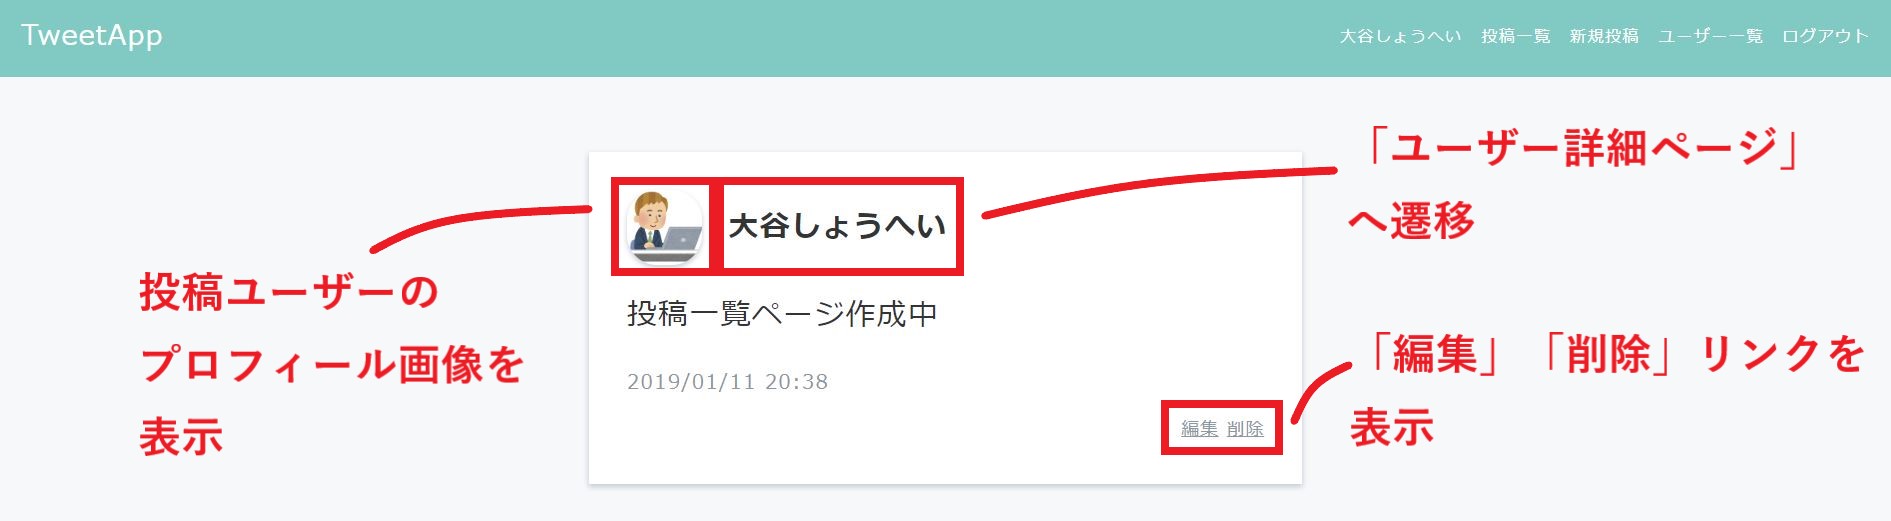 TweetApp
大谷しょうへい 投稿一覧 新規投稿 ユーザー一覧 ログアウト
「ユーザー詳細ページ」
へ遷移
大谷しょうへい
投稿ユーザーの
プロフィール画像を
表示
投稿一覧ページ作成中
2019/01/11 20:38
「編集」「削除」リンクを
表示
編集 削除